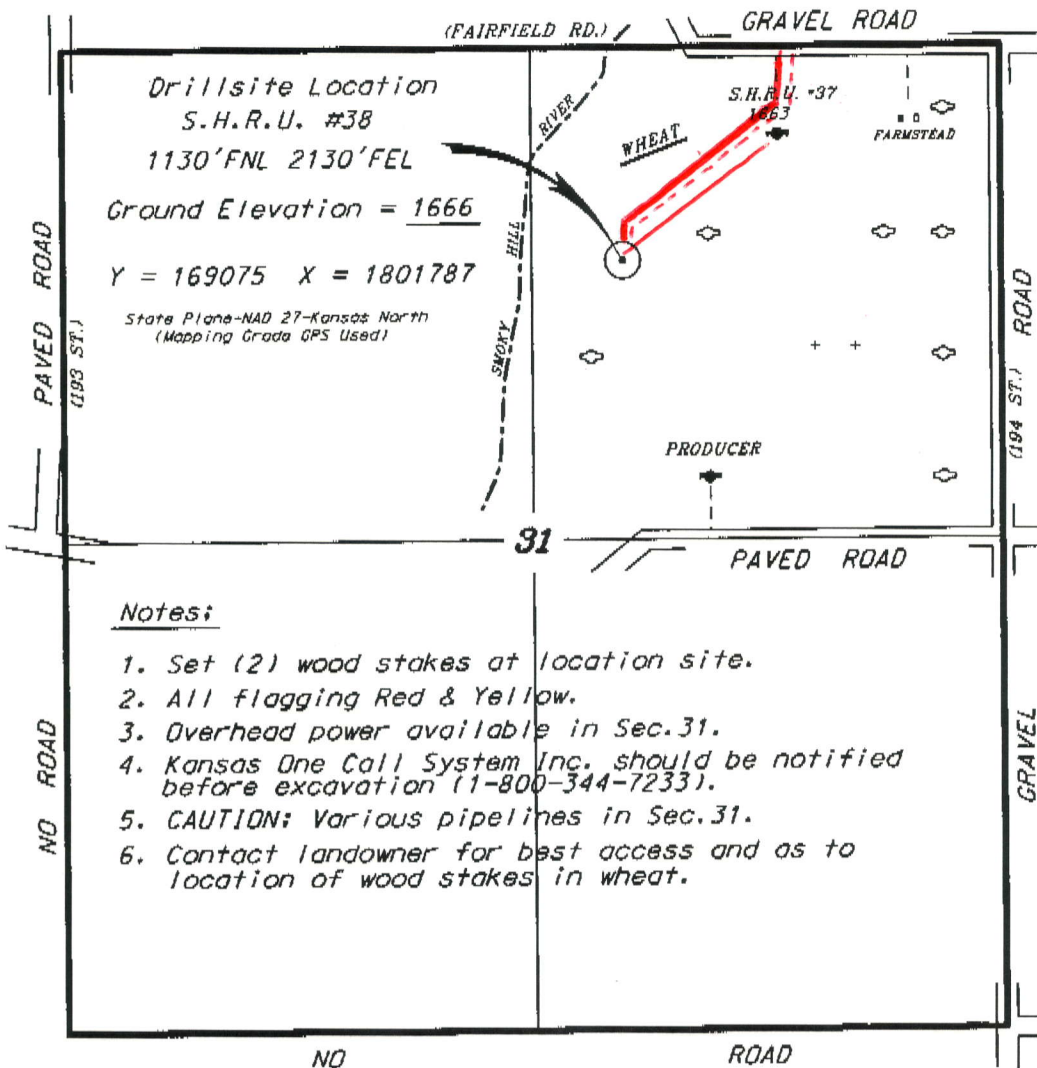 (FAIRFIELD RD.)
GRAVEL ROAD
Drillsite Location
S.H.R.U. #38
1130'FNL 2130'FEL
Ground Elevation = 1666
Y = 169075 X = 1801787
State Plane-NAD 27-Kansas North
(Mapping Grade GPS Used)
PAVED ROAD
(193 ST.)
SMOKY HILL RIVER
WHEAT
S.H.R.U. #37
1663
FARMSTEAD
PRODUCER
ROAD
(194 ST.)
31
PAVED ROAD
Notes:
1. Set (2) wood stakes at location site.
2. All flagging Red & Yellow.
3. Overhead power available in Sec.31.
4. Kansas One Call System Inc. should be notified
before excavation (1-800-344-7233).
5. CAUTION: Various pipelines in Sec.31.
6. Contact landowner for best access and as to
location of wood stakes in wheat.
NO ROAD
GRAVEL
NO ROAD